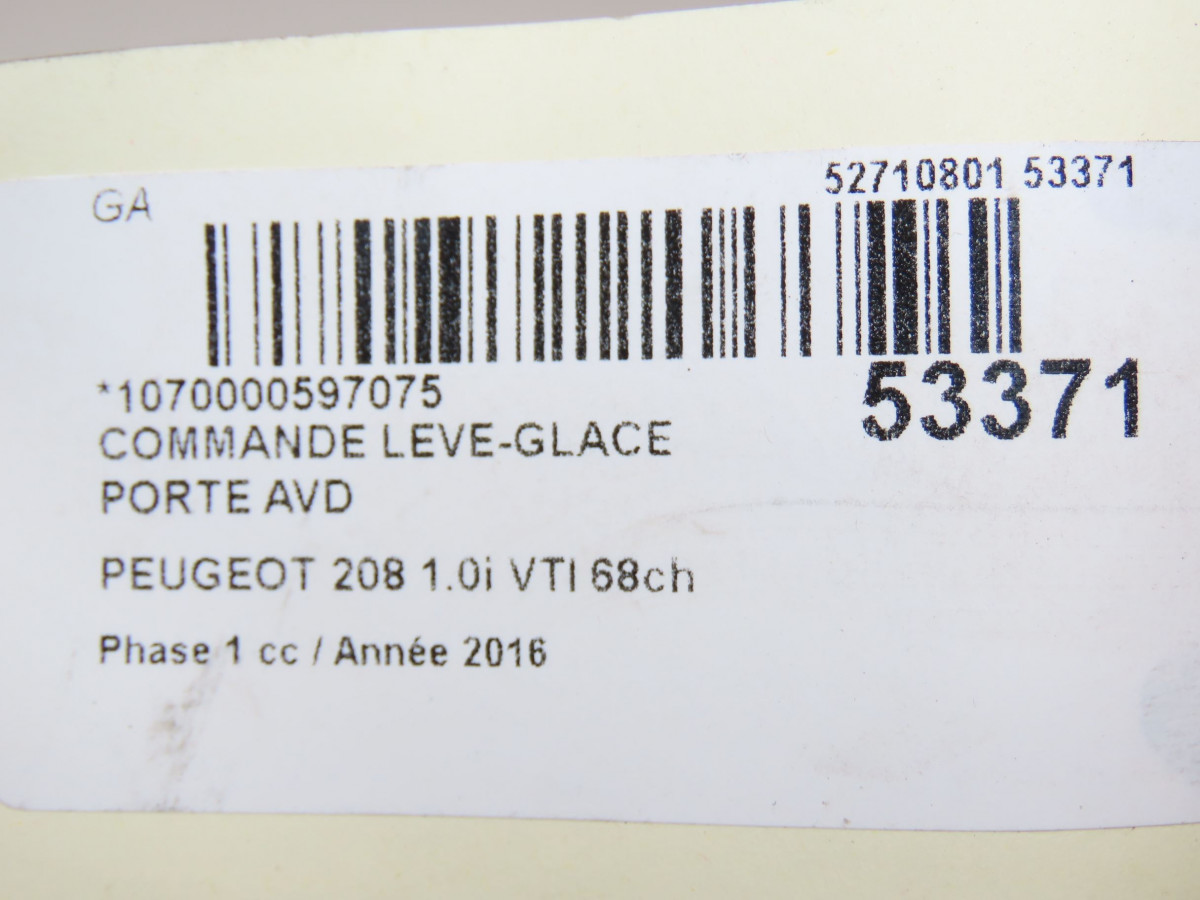 GA
52710801 53371
*1070000597075
53371
COMMANDE LEVE-GLACE
PORTE AVD
PEUGEOT 208 1.0i VTI 68ch
Phase 1 cc / Année 2016